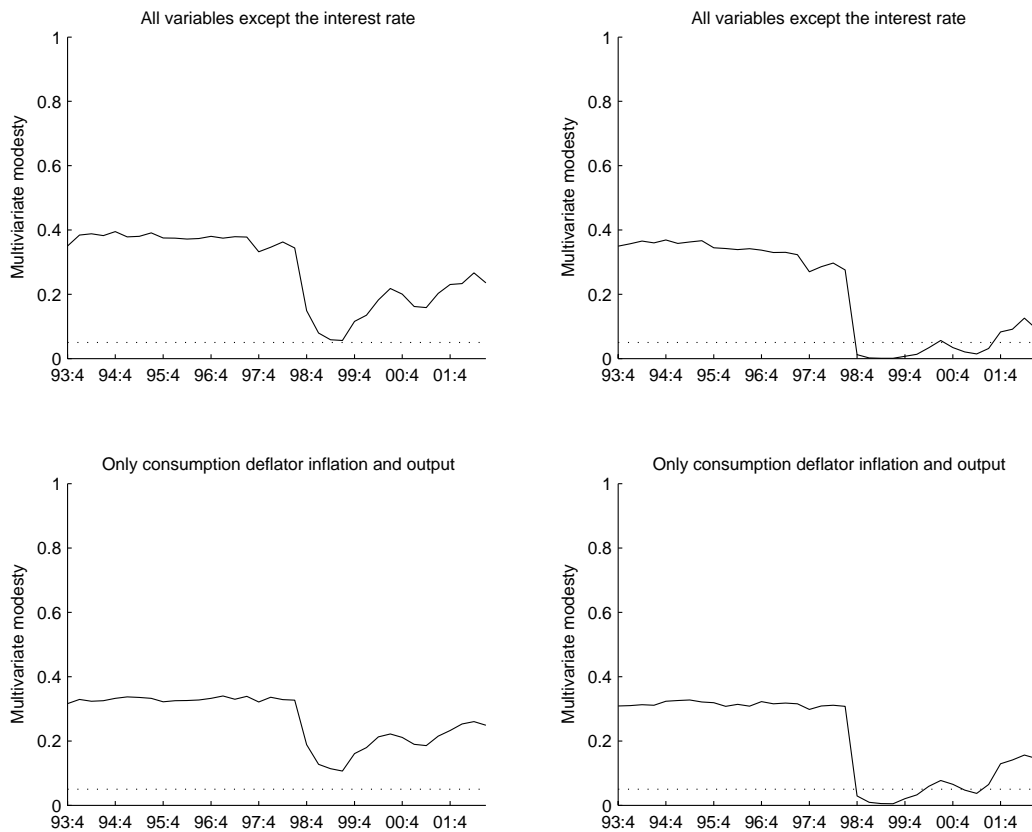 All variables except the interest rate
Multiviariate modesty
1
0.8
0.6
0.4
0.2
0
93:4 94:4 95:4 96:4 97:4 98:4 99:4 00:4 01:4
All variables except the interest rate
Multivariate modesty
1
0.8
0.6
0.4
0.2
0
93:4 94:4 95:4 96:4 97:4 98:4 99:4 00:4 01:4
Only consumption deflator inflation and output
Multivariate modesty
1
0.8
0.6
0.4
0.2
0
93:4 94:4 95:4 96:4 97:4 98:4 99:4 00:4 01:4
Only consumption deflator inflation and output
Multivariate modesty
1
0.8
0.6
0.4
0.2
0
93:4 94:4 95:4 96:4 97:4 98:4 99:4 00:4 01:4